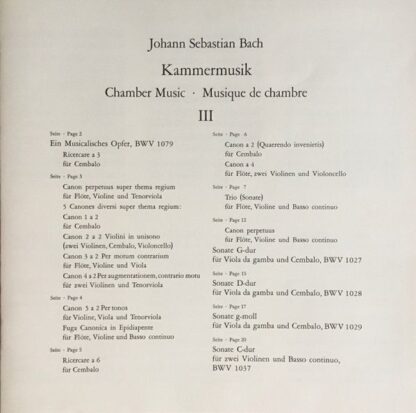 Johann Sebastian Bach
Kammermusik
Chamber Music · Musique de chambre
III
Seite · Page 2
Ein Musicalisches Opfer, BWV 1079
Ricercare a 3
für Cembalo
Seite · Page 3
Canon perpetuus super thema regium
für Flöte, Violine und Tenorviola
5 Canones diversi super thema regium:
Canon 1 a 2
für Cembalo
Canon 2 a 2 Violini in unisono
(zwei Violinen, Cembalo, Violoncello)
Canon 3 a 2 Per motum contrarium
für Flöte, Violine und Viola
Canon 4 a 2 Per augmentationem, contrario motu
für zwei Violinen und Tenorviola
Seite · Page 4
Canon 5 a 2 Per tonos
für Violine, Viola und Tenorviola
Fuga Canonica in Epidiapente
für Flöte, Violine und Basso continuo
Seite · Page 5
Ricercare a 6
für Cembalo
Seite · Page 6
Canon a 2 (Quaerendo invenietis)
für Cembalo
Canon a 4
für Flöte, zwei Violinen und Violoncello
Seite · Page 7
Trio (Sonate)
für Flöte, Violine und Basso continuo
Seite · Page 12
Canon perpetuus
für Flöte, Violine und Basso continuo
Sonate G-dur
für Viola da gamba und Cembalo, BWV 1027
Seite · Page 15
Sonate D-dur
für Viola da gamba und Cembalo, BWV 1028
Seite · Page 17
Sonate g-moll
für Viola da gamba und Cembalo, BWV 1029
Seite · Page 20
Sonate C-dur
für zwei Violinen und Basso continuo,
BWV 1037